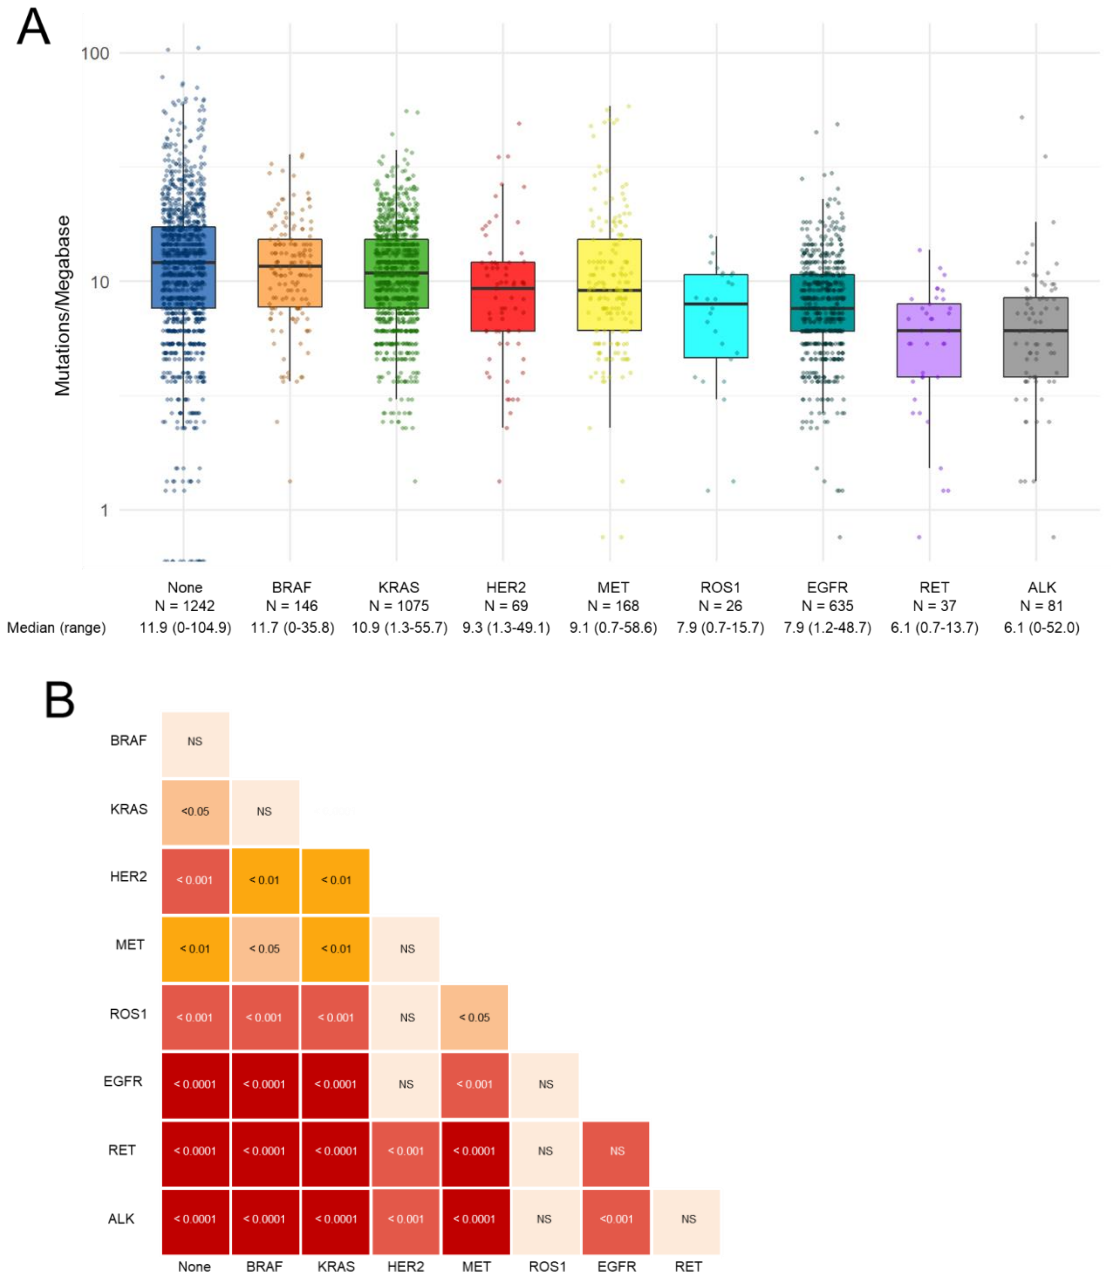 A
100
10
1
Mutations/Megabase
None BRAF KRAS HER2 MET ROS1 EGFR RET ALK
N = 1242 N = 146 N = 1075 N = 69 N = 168 N = 26 N = 635 N = 37 N = 81
Median (range) 11.9 (0-104.9) 11.7 (0-35.8) 10.9 (1.3-55.7) 9.3 (1.3-49.1) 9.1 (0.7-58.6) 7.9 (0.7-15.7) 7.9 (1.2-48.7) 6.1 (0.7-13.7) 6.1 (0-52.0)
B
BRAF NS
KRAS <0.05 NS
HER2 < 0.001 < 0.01 < 0.01
MET < 0.01 < 0.05 < 0.01 NS
ROS1 < 0.001 < 0.001 < 0.001 NS < 0.05
EGFR < 0.0001 < 0.0001 < 0.0001 NS < 0.001 NS
RET < 0.0001 < 0.0001 < 0.0001 < 0.001 < 0.0001 NS NS
ALK < 0.0001 < 0.0001 < 0.0001 < 0.001 < 0.0001 NS <0.001 NS
None BRAF KRAS HER2 MET ROS1 EGFR RET